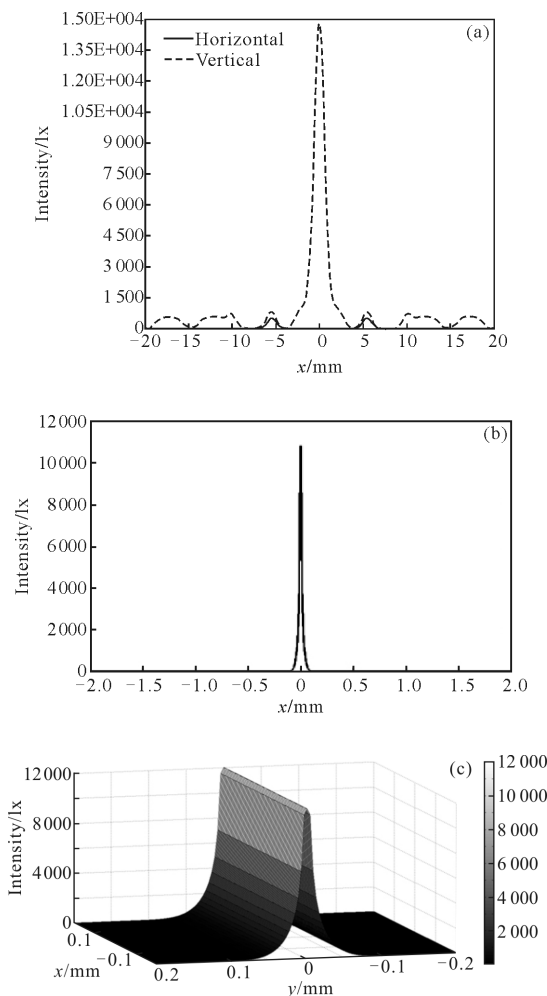 1.50E+004
1.35E+004
1.20E+004
1.05E+004
9 000
7 500
6 000
4 500
3 000
1 500
0
Intensity/lx
Horizontal
Vertical
(a)
−20 −15 −10 −5 0 5 10 15 20
x/mm
12 000
10 000
8 000
6 000
4 000
2 000
0
Intensity/lx
(b)
−2.0 −1.5 −1.0 −0.5 0 0.5 1.0 1.5 2.0
x/mm
12 000
8 000
4 000
0
Intensity/lx
(c)
12 000
10 000
8 000
6 000
4 000
2 000
0.1
−0.1
x/mm
0.2 0.1 0 −0.1 −0.2
y/mm